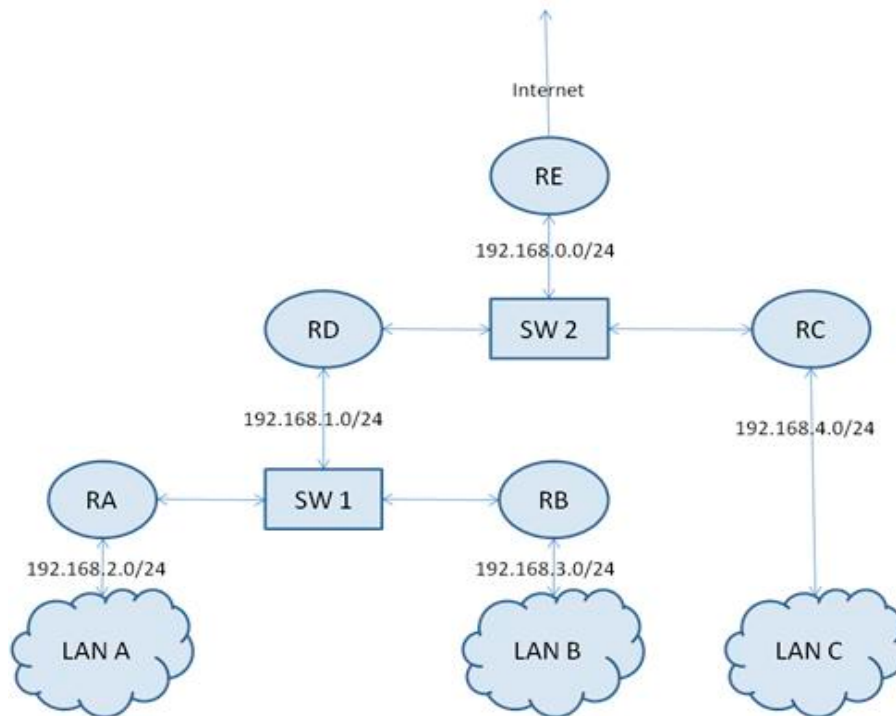 Internet
RE
192.168.0.0/24
RD
SW 2
RC
192.168.1.0/24
192.168.4.0/24
RA
SW 1
RB
192.168.2.0/24
192.168.3.0/24
LAN A
LAN B
LAN C